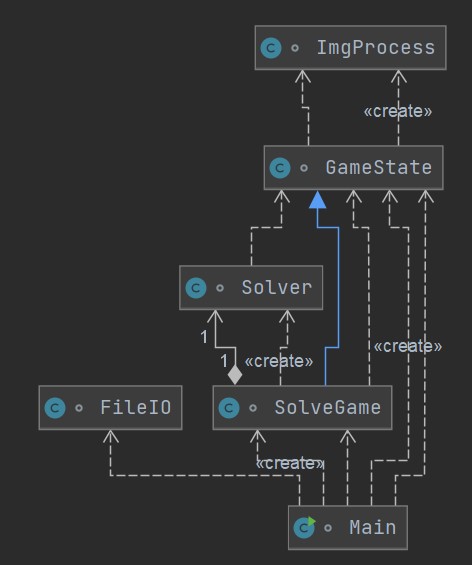 ImgProcess
«create»
GameState
Solver
1
«create»
1
«create»
FileIO
SolveGame
«create»
Main